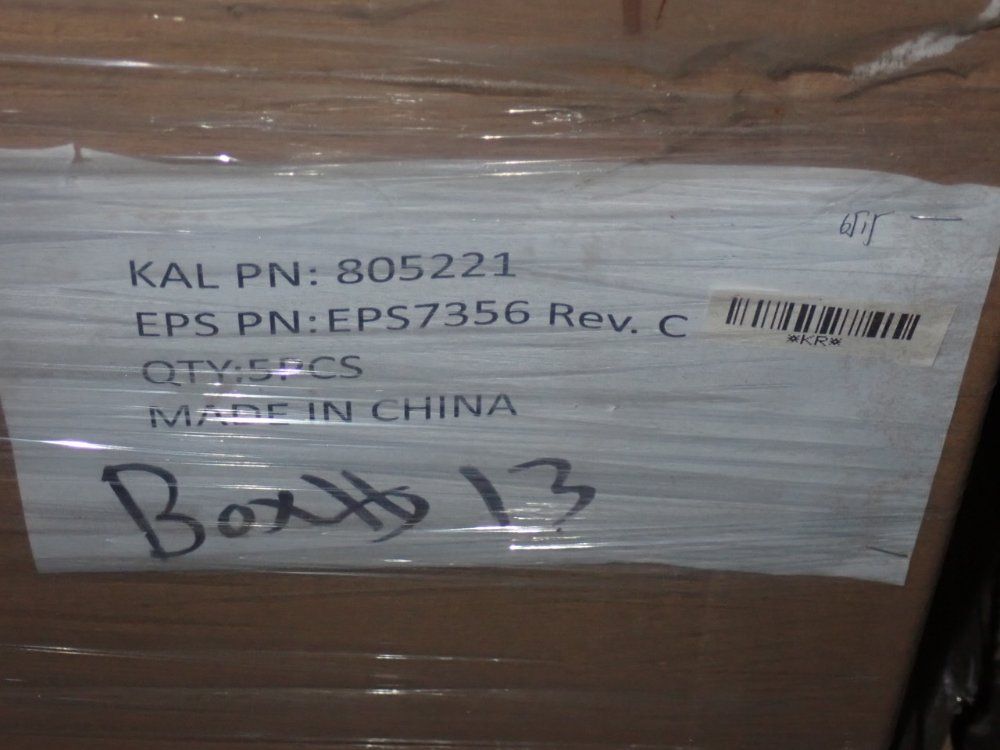 KAL PN: 805221
EPS PN: EPS7356 Rev. C
*KR*
QTY:5PCS
MADE IN CHINA
Box# 13